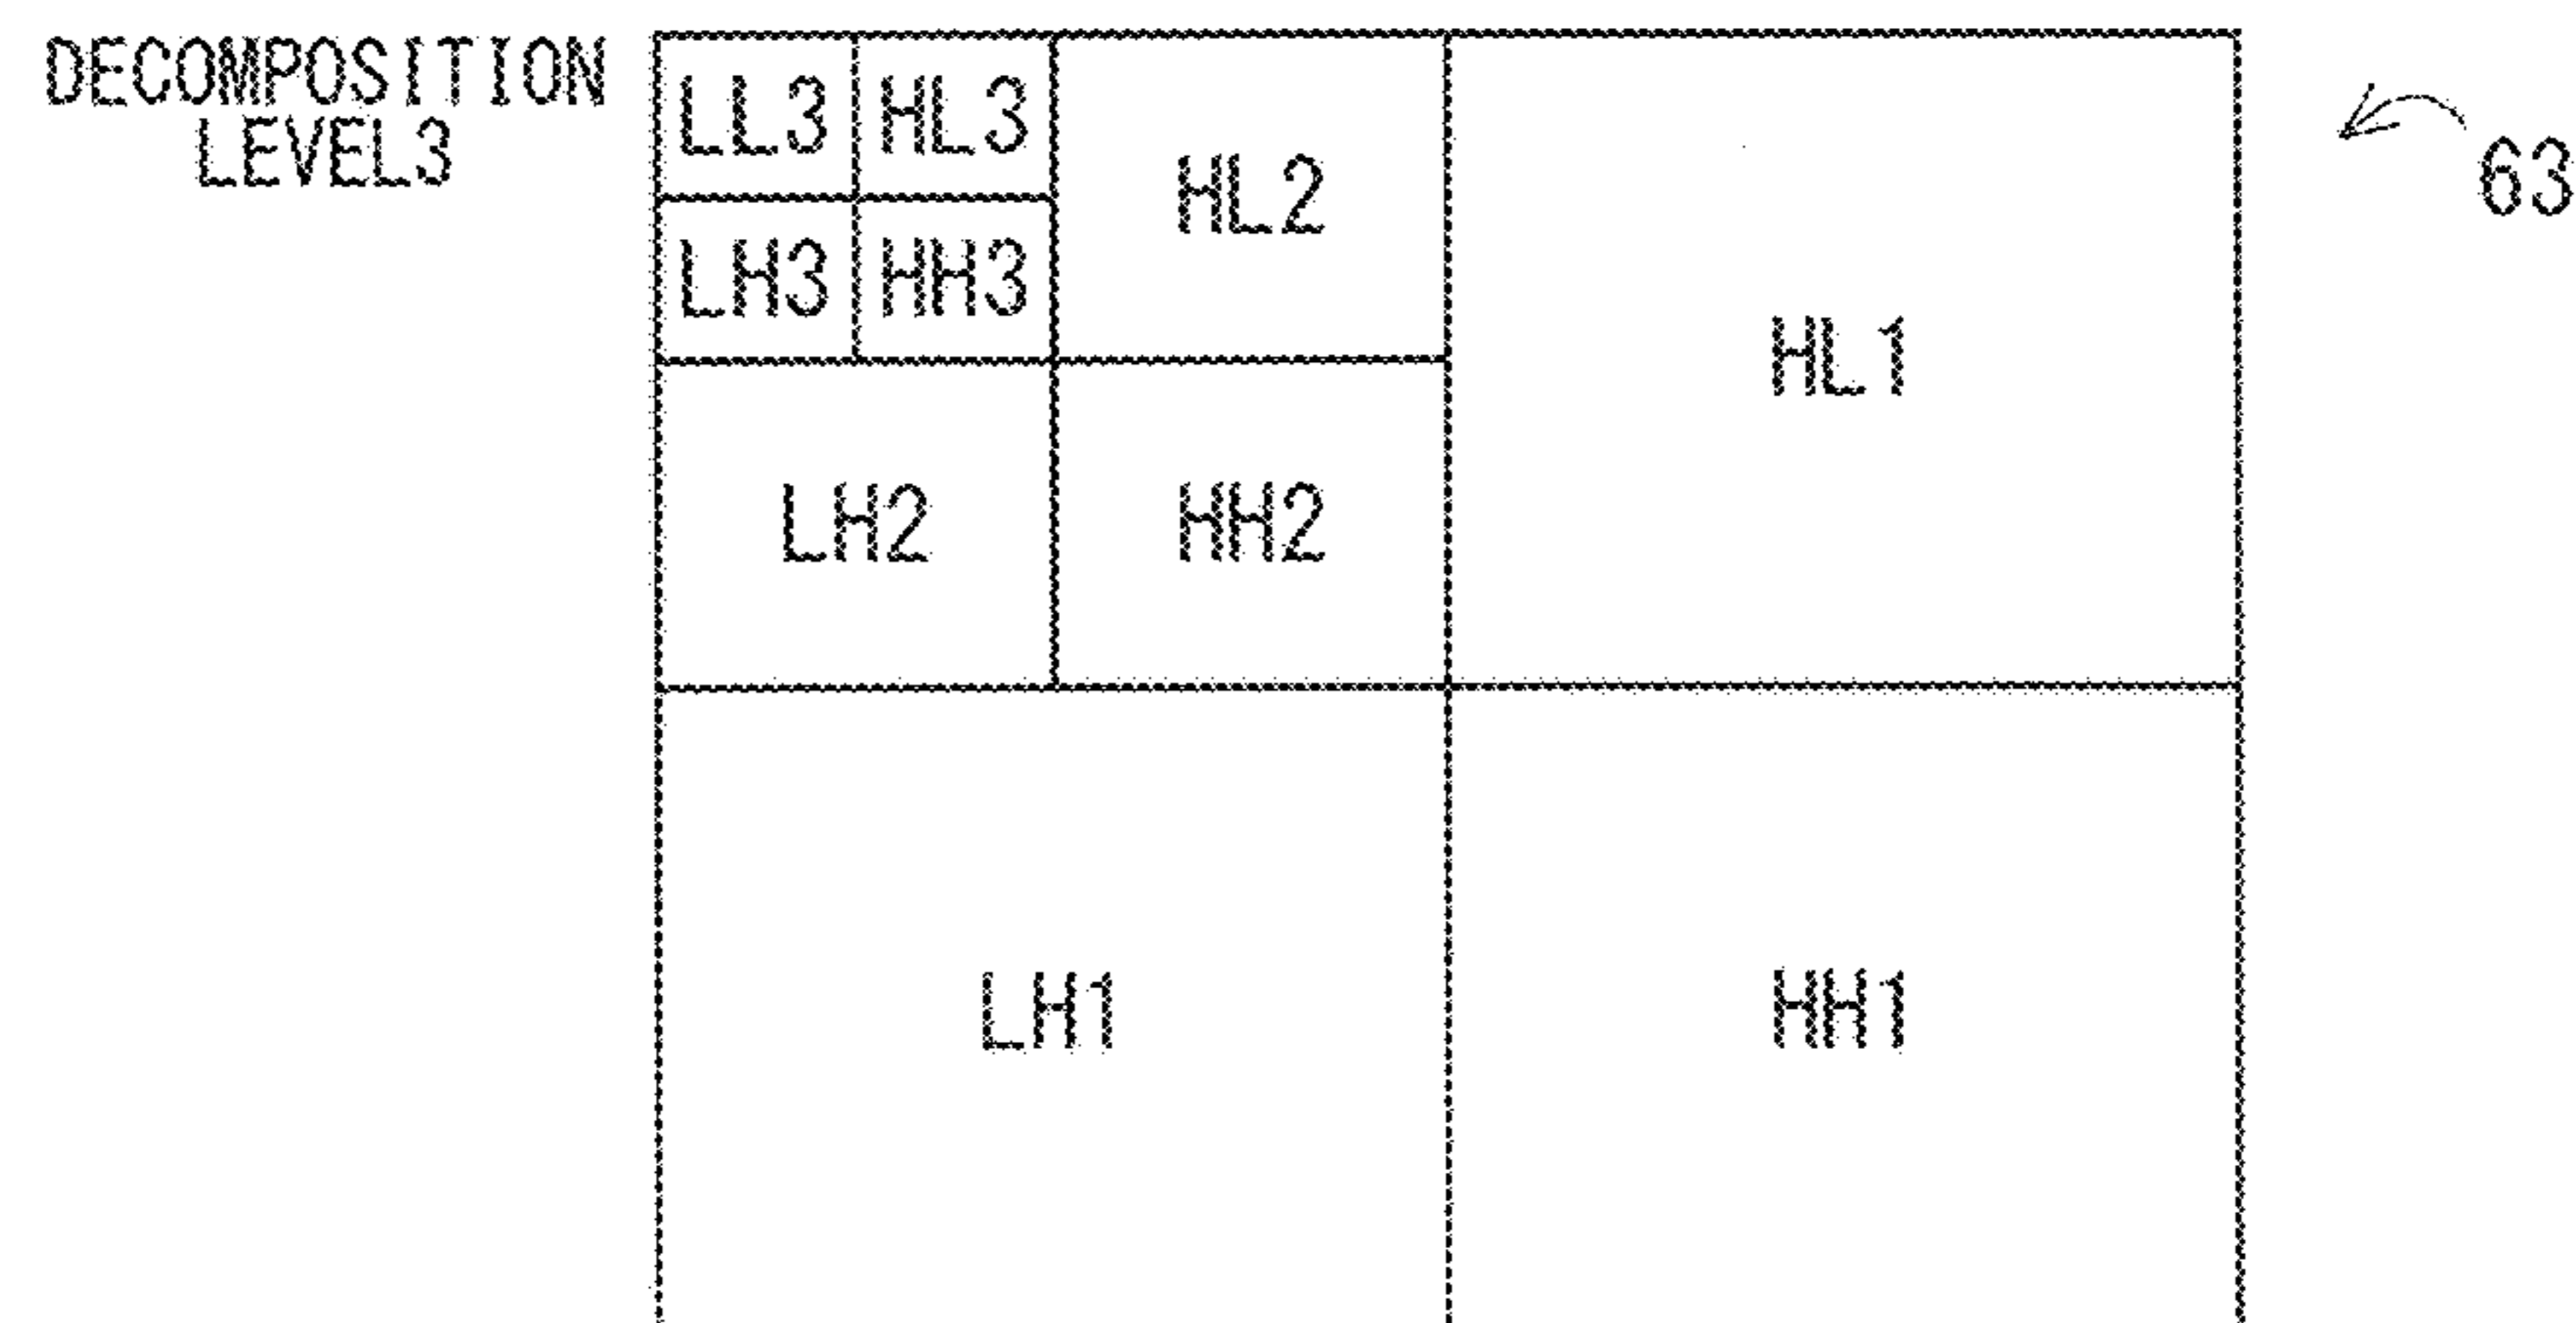 DECOMPOSITION
LEVEL3
LL3 HL3
HL2
63
LH3 HH3
HL1
LH2 HH2
LH1 HH1